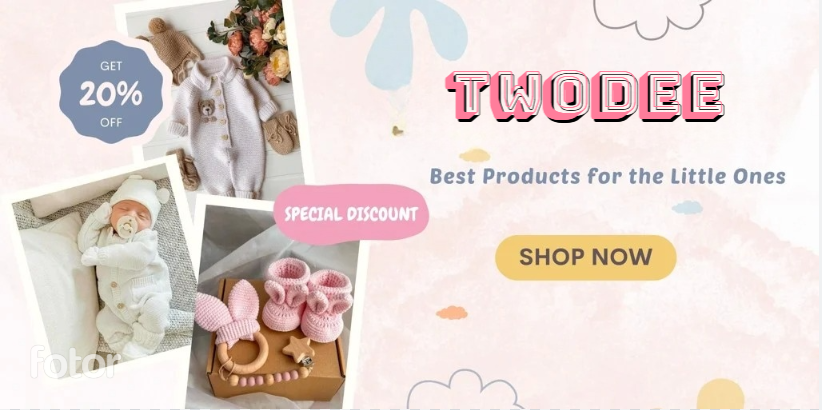 GET
20%
OFF
TWODEE
Best Products for the Little Ones
SPECIAL DISCOUNT
SHOP NOW
fotor